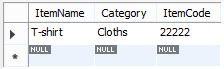 ItemName Category ItemCode
T-shirt Cloths 22222
NULL NULL NULL